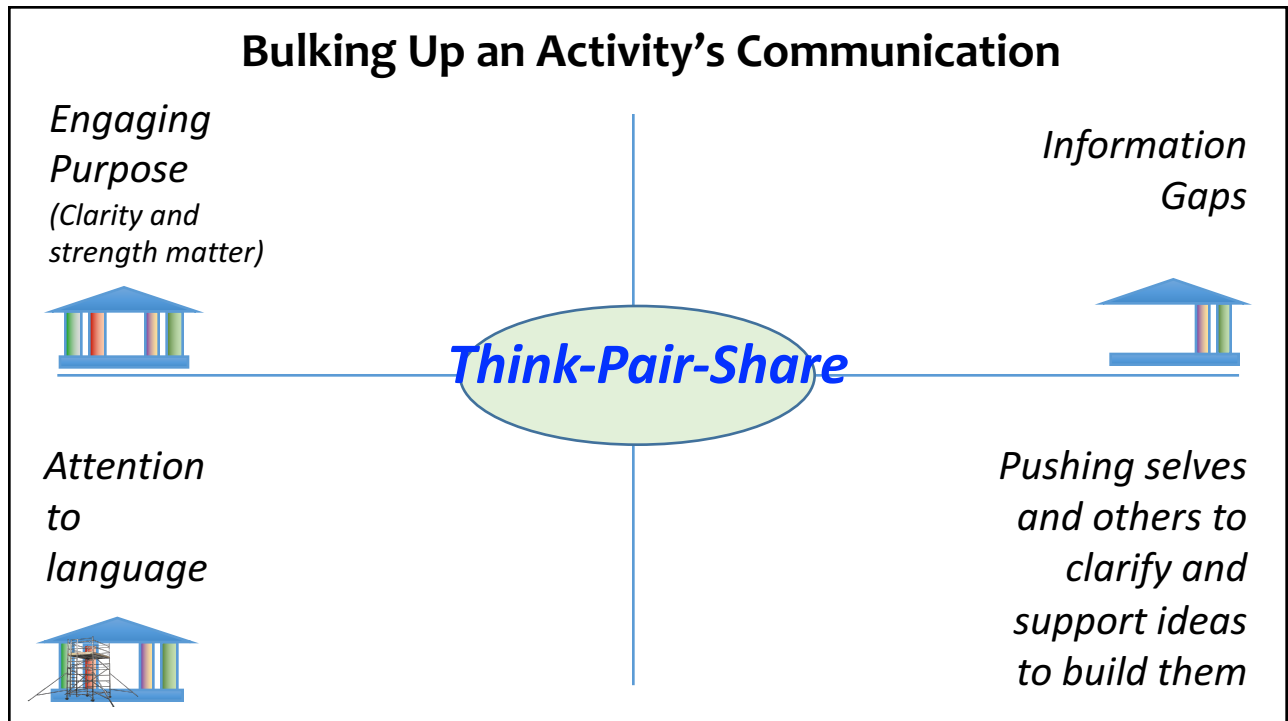 Bulking Up an Activity’s Communication
Engaging
Purpose
(Clarity and
strength matter)
Information
Gaps
Think-Pair-Share
Attention
to
language
Pushing selves
and others to
clarify and
support ideas
to build them